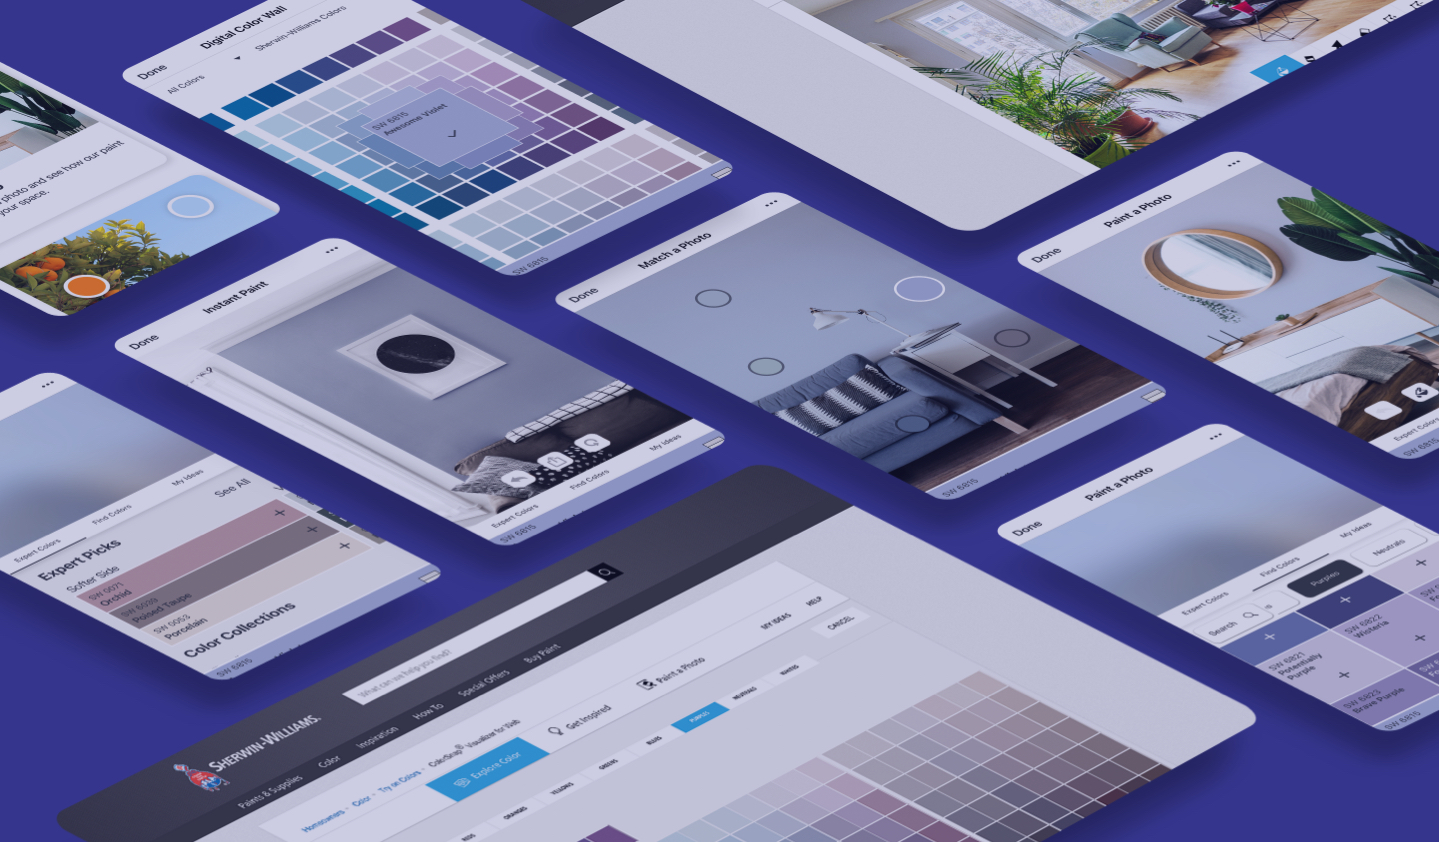 Done
Digital Color Wall
All Colors
Sherwin-Williams Colors
SW 6815
Awesome Violet
SW 6815
photo and see how our paint
your space.
Done
Instant Paint
Expert Colors
Find Colors
My Ideas
SW 6815
Done
Match a Photo
SW 6815
Done
Paint a Photo
Expert Colors
SW 6815
Expert Colors
Find Colors
My Ideas
Expert Picks
See All
Softer Side
SW 0071
Orchid
SW 6039
Poised Taupe
SW 0053
Porcelain
Color Collections
SW 6815
Done
Paint a Photo
Expert Colors
Find Colors
My Ideas
Search
Purples
Neutrals
SW 6821
Potentially
Purple
SW 6822
Wisteria
SW 6823
Brave Purple
SW 6815
SHERWIN-WILLIAMS.
What can we help you find?
Paints & Supplies
Color
Inspiration
How To
Special Offers
Buy Paint
Homeowners
Color
Try on Colors
ColorSnap® Visualizer for Web
Explore Color
Get Inspired
Paint a Photo
MY IDEAS
HELP
REDS
ORANGES
YELLOWS
GREENS
BLUES
PURPLES
NEUTRALS
WHITES
CANCEL